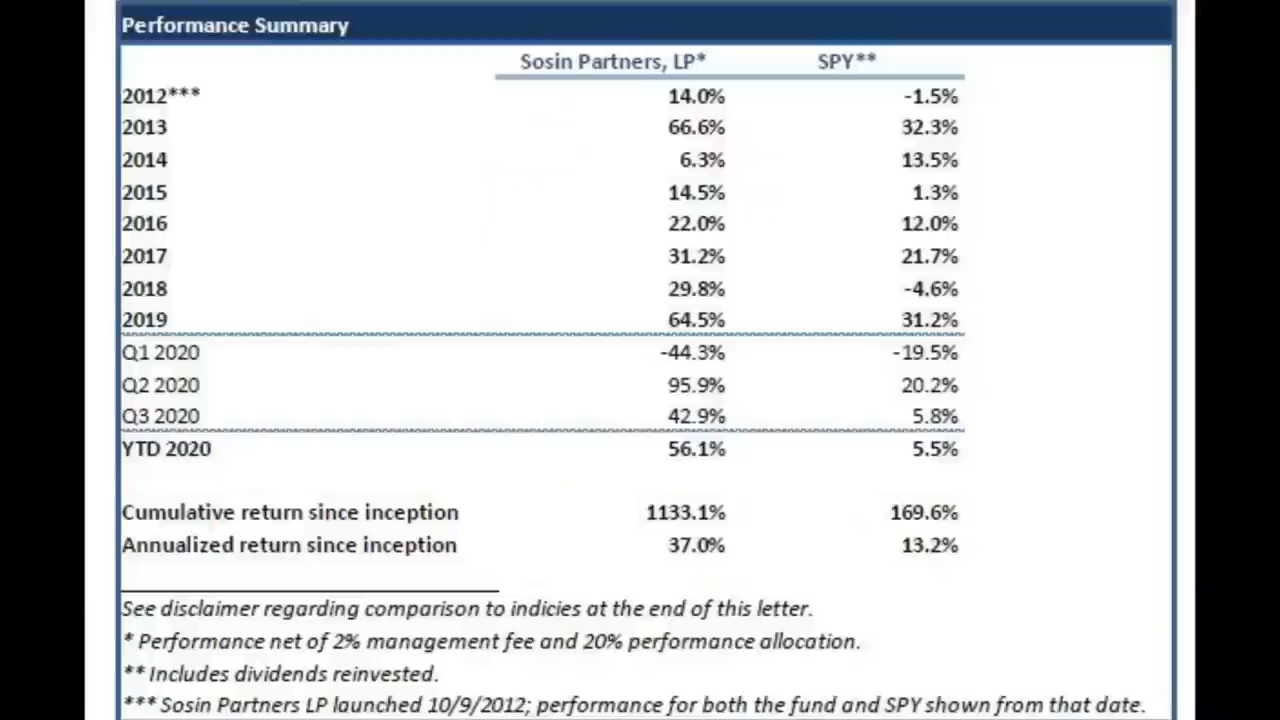 Performance Summary
Sosin Partners, LP* SPY**
2012*** 14.0% -1.5%
2013 66.6% 32.3%
2014 6.3% 13.5%
2015 14.5% 1.3%
2016 22.0% 12.0%
2017 31.2% 21.7%
2018 29.8% -4.6%
2019 64.5% 31.2%
Q1 2020 -44.3% -19.5%
Q2 2020 95.9% 20.2%
Q3 2020 42.9% 5.8%
YTD 2020 56.1% 5.5%
Cumulative return since inception 1133.1% 169.6%
Annualized return since inception 37.0% 13.2%
See disclaimer regarding comparison to indicies at the end of this letter.
* Performance net of 2% management fee and 20% performance allocation.
** Includes dividends reinvested.
*** Sosin Partners LP launched 10/9/2012; performance for both the fund and SPY shown from that date.